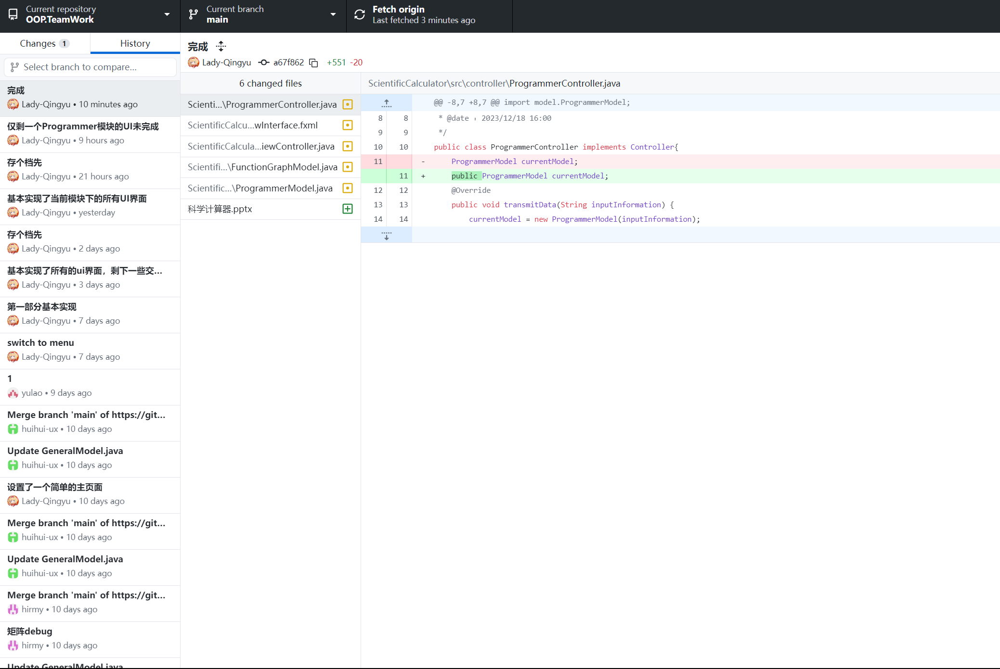 Current repository
OOP.TeamWork
Current branch
main
Fetch origin
Last fetched 3 minutes ago
Changes 1
History
Select branch to compare...
完成
Lady-Qingyu • 10 minutes ago
仅剩一个Programmer模块的UI未完成
Lady-Qingyu • 9 hours ago
存个档先
Lady-Qingyu • 21 hours ago
基本实现了当前模块下的所有UI界面
Lady-Qingyu • yesterday
存个档先
Lady-Qingyu • 2 days ago
基本实现了所有的ui界面，剩下一些交...
Lady-Qingyu • 3 days ago
第一部分基本实现
Lady-Qingyu • 7 days ago
switch to menu
Lady-Qingyu • 7 days ago
1
yulao • 9 days ago
Merge branch 'main' of https://git...
huihui-ux • 10 days ago
Update GeneralModel.java
huihui-ux • 10 days ago
设置了一个简单的主页面
Lady-Qingyu • 10 days ago
Merge branch 'main' of https://git...
huihui-ux • 10 days ago
Update GeneralModel.java
huihui-ux • 10 days ago
Merge branch 'main' of https://git...
hirmy • 10 days ago
矩阵debug
hirmy • 10 days ago
Update GeneralModel.java
完成
Lady-Qingyu a67f862 +551 -20
6 changed files
Scienti...\ProgrammerController.java
ScientificCalcu...wInterface.fxml
ScientificCalcula...iewController.java
Scientifi...\FunctionGraphModel.java
Scientific...\ProgrammerModel.java
科学计算器.pptx
ScientificCalculator\src\controller\ProgrammerController.java
@@ -8,7 +8,7 @@ import model.ProgrammerModel;
8 8 * @date : 2023/12/18 16:00
9 9 */
10 10 public class ProgrammerController implements Controller{
11 - ProgrammerModel currentModel;
11 + public ProgrammerModel currentModel;
12 12 @Override
13 13 public void transmitData(String inputInformation) {
14 14 currentModel = new ProgrammerModel(inputInformation);